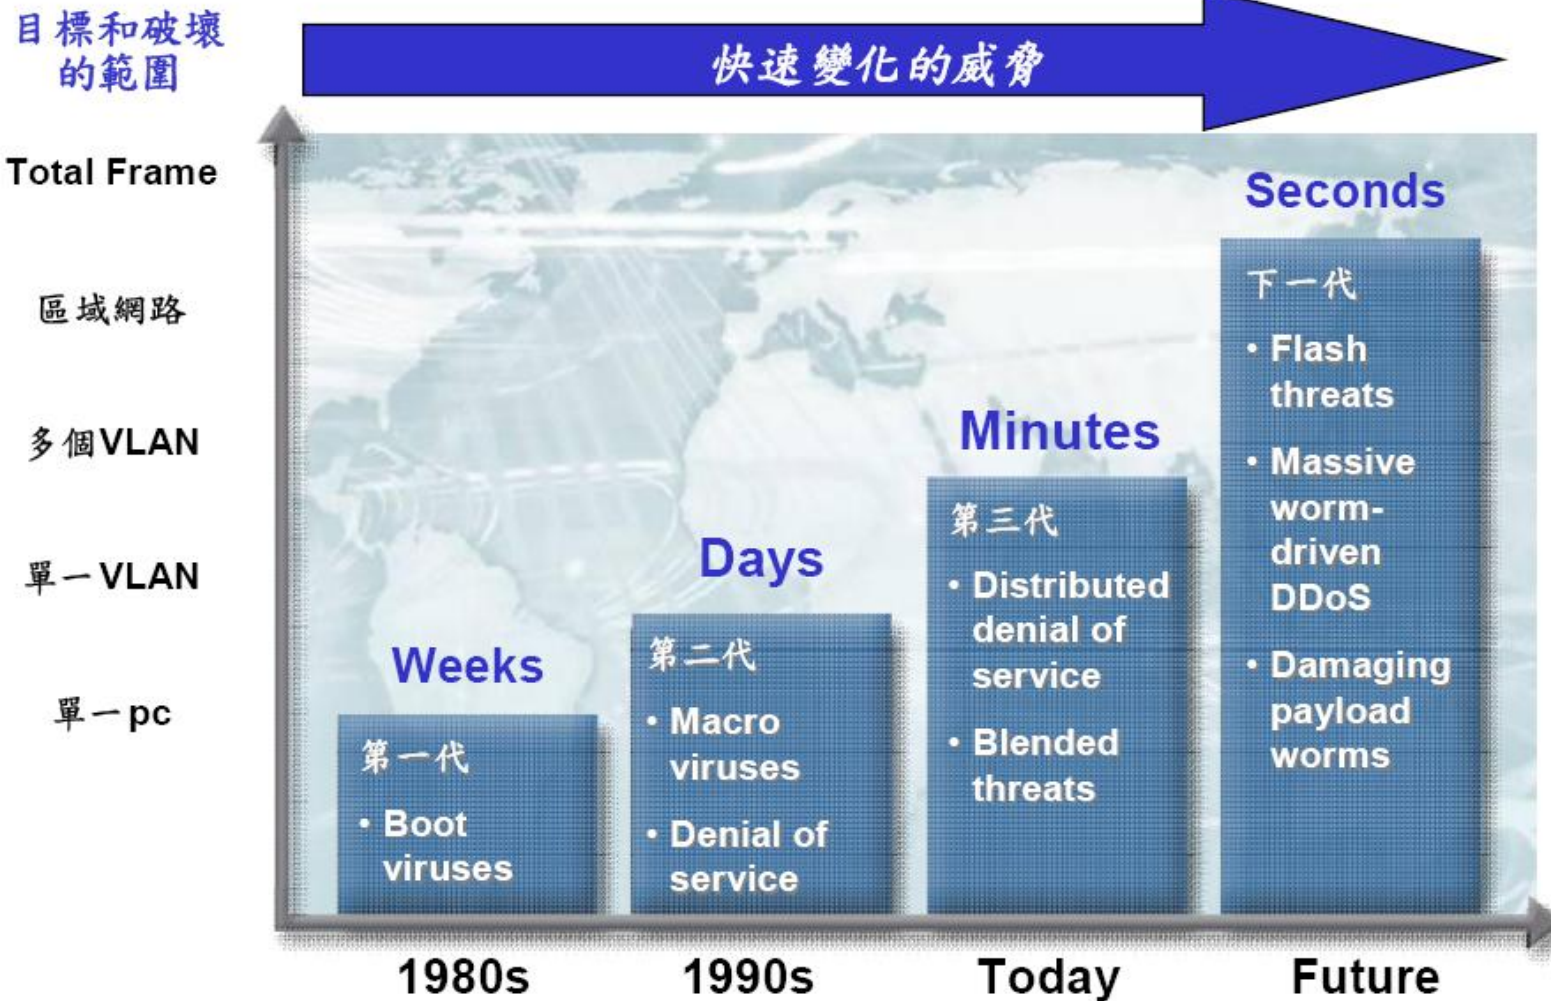 目標和破壞
的範圍
快速變化的威脅
Total Frame
區域網路
多個VLAN
單一VLAN
單一pc
Weeks
第一代
• Boot
viruses
Days
第二代
• Macro
viruses
• Denial of
service
Minutes
第三代
• Distributed
denial of
service
• Blended
threats
Seconds
下一代
• Flash
threats
• Massive
worm-
driven
DDoS
• Damaging
payload
worms
1980s
1990s
Today
Future